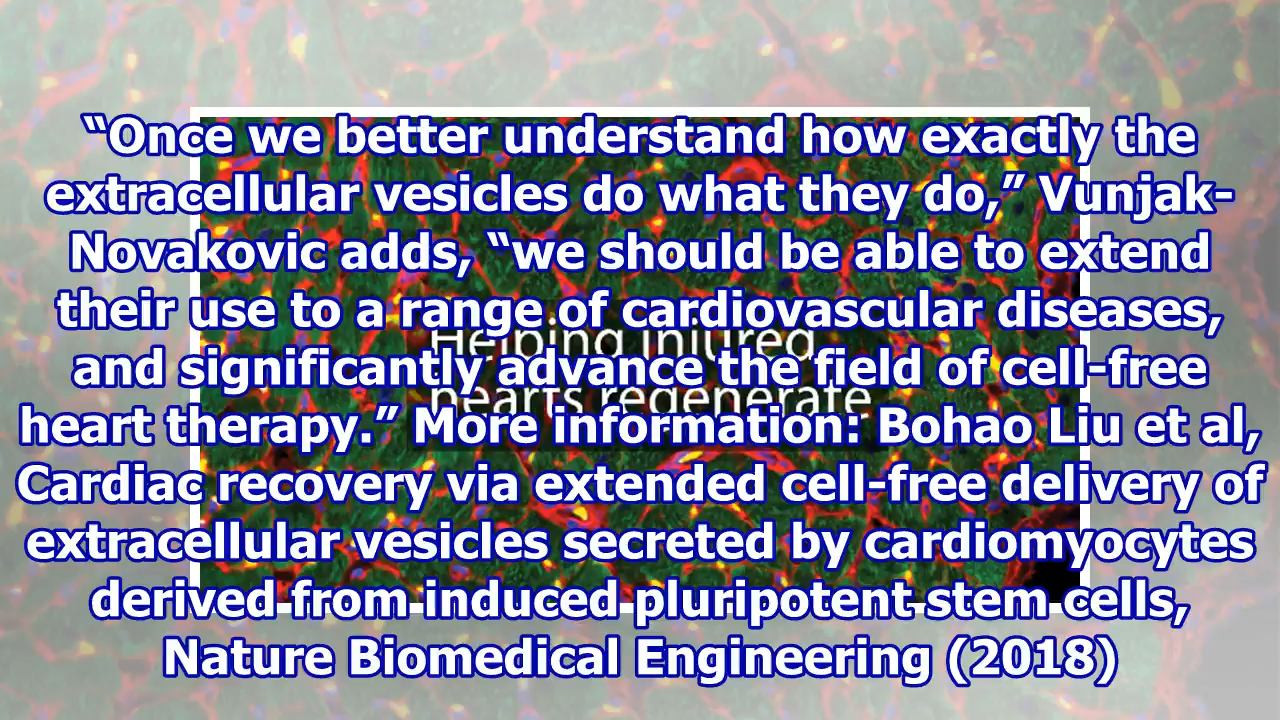 “Once we better understand how exactly the
extracellular vesicles do what they do,” Vunjak-
Novakovic adds, “we should be able to extend
their use to a range of cardiovascular diseases,
Helping injured
and significantly advance the field of cell-free
hearts regenerate
heart therapy.” More information: Bohao Liu et al,
Cardiac recovery via extended cell-free delivery of
extracellular vesicles secreted by cardiomyocytes
derived from induced pluripotent stem cells,
Nature Biomedical Engineering (2018)